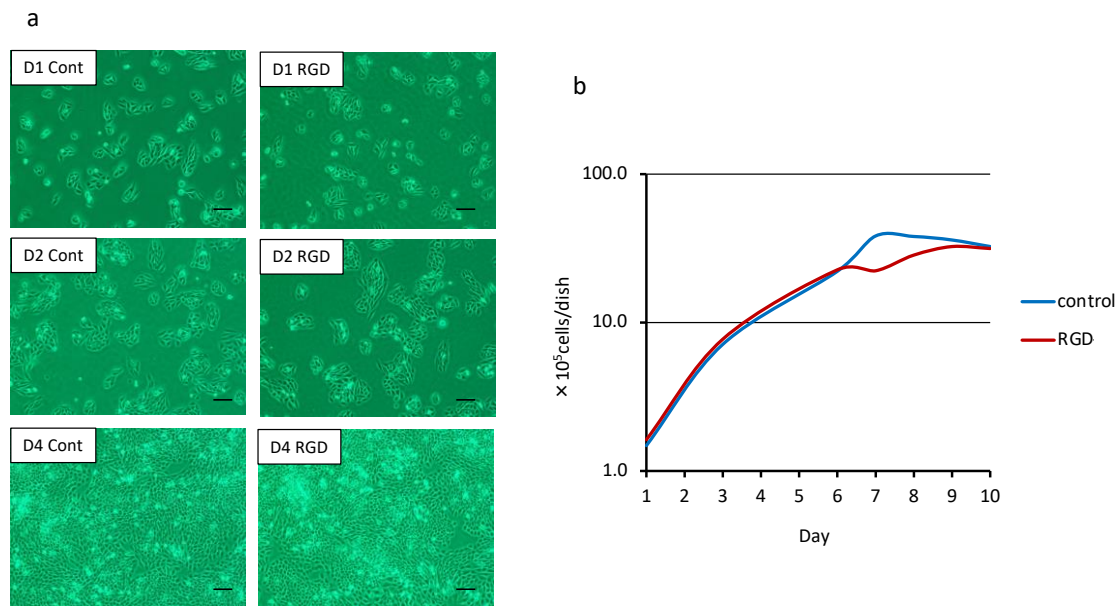 a
D1 Cont
D1 RGD
D2 Cont
D2 RGD
D4 Cont
D4 RGD
b
100.0
10.0
1.0
×10⁵cells/dish
1 2 3 4 5 6 7 8 9 10
Day
control
RGD